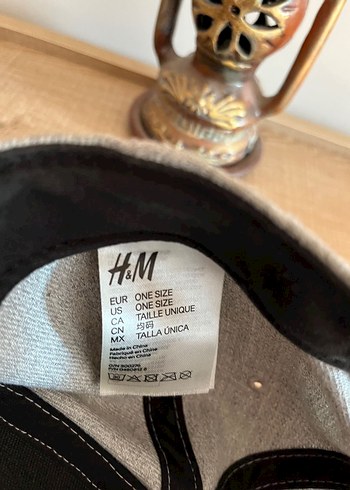 H&M
EUR ONE SIZE
US ONE SIZE
CA TAILLE UNIQUE
CN 均码
MX TALLA ÚNICA
Made in China
Fabriqué en Chine
Hecho en China